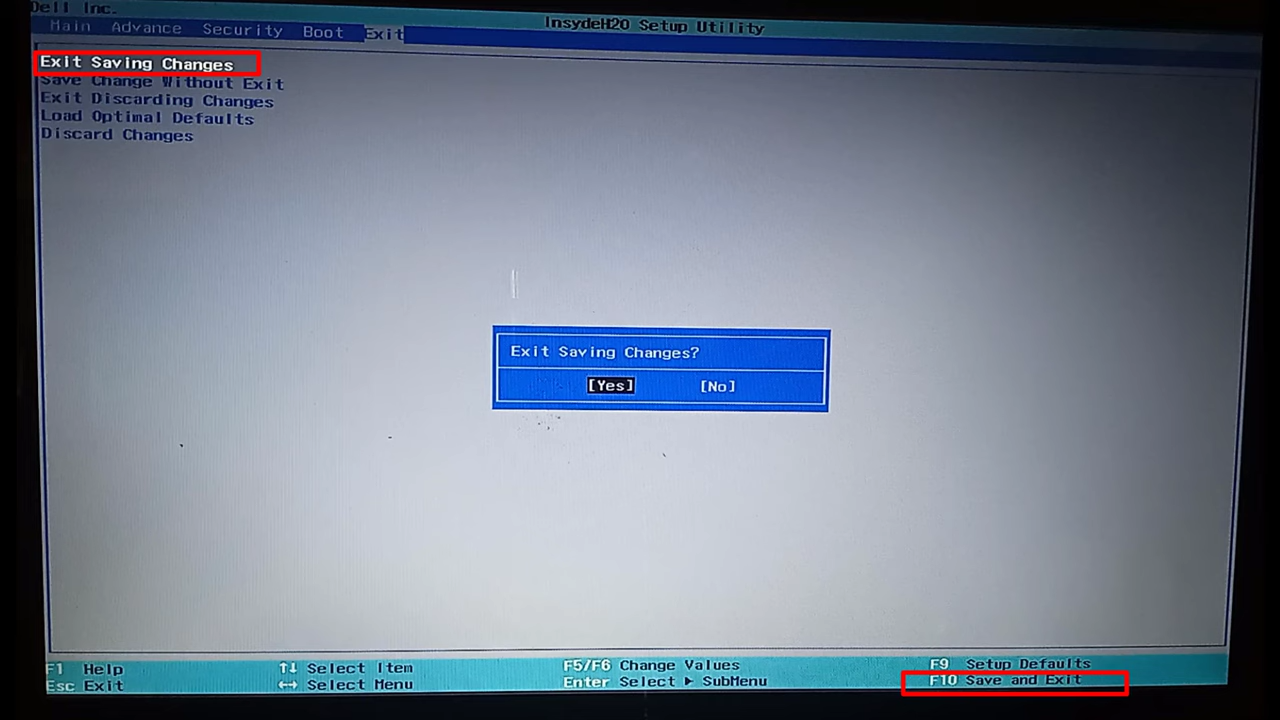 Dell Inc.
InsydeH2O Setup Utility
Main Advance Security Boot Exit
Exit Saving Changes
Save Change Without Exit
Exit Discarding Changes
Load Optimal Defaults
Discard Changes
Exit Saving Changes?
[Yes] [No]
F1 Help ↑↓ Select Item F5/F6 Change Values F9 Setup Defaults
Esc Exit ↔ Select Menu Enter Select ▶ SubMenu F10 Save and Exit